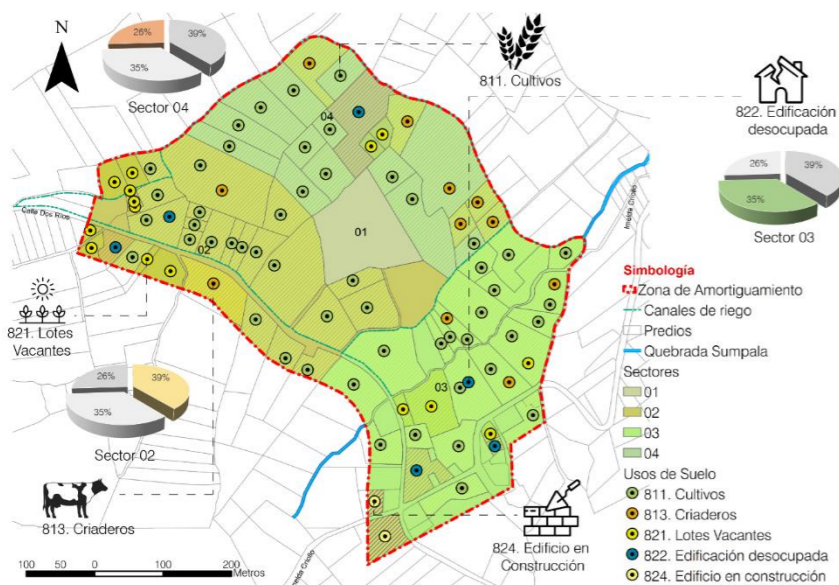 N
26%
39%
35%
Sector 04
811. Cultivos
822. Edificación
desocupada
26%
39%
35%
Sector 03
04
01
02
03
Calle Dos Ríos
821. Lotes
Vacantes
26%
39%
35%
Sector 02
813. Criaderos
824. Edificio en
Construcción
Simbología
Zona de Amortiguamiento
Canales de riego
Predios
Quebrada Sumpala
Sectores
01
02
03
04
Usos de Suelo
811. Cultivos
813. Criaderos
821. Lotes Vacantes
822. Edificación desocupada
824. Edificio en construcción
100 50 0 100 200
Metros